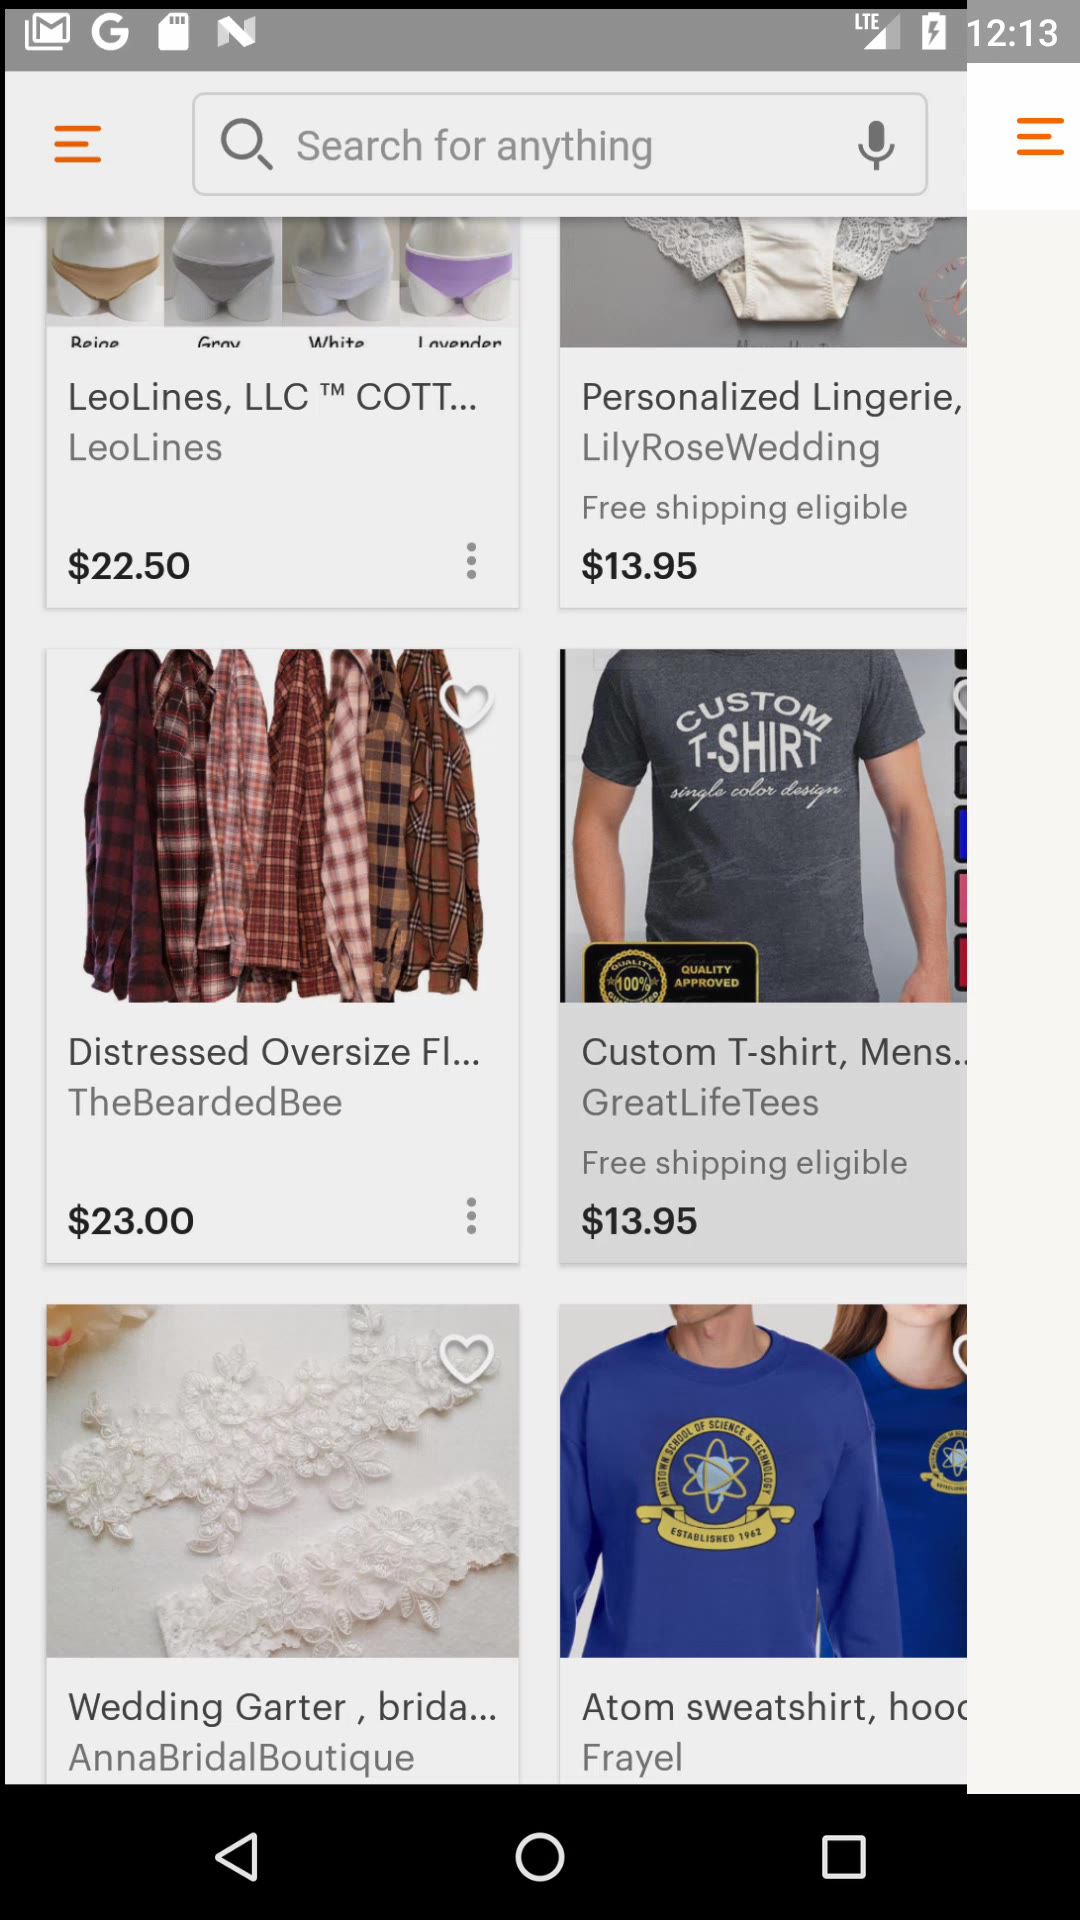 LTE 12:13
Search for anything
Beige Gray White Lavender
LeoLines, LLC ™ COTT...
LeoLines
$22.50
Personalized Lingerie,
LilyRoseWedding
Free shipping eligible
$13.95
CUSTOM
T-SHIRT
single color design
QUALITY
100%
QUALITY
APPROVED
Distressed Oversize Fl...
TheBeardedBee
$23.00
Custom T-shirt, Mens..
GreatLifeTees
Free shipping eligible
$13.95
MIDTOWN SCHOOL OF SCIENCE & TECHNOLOGY
ESTABLISHED 1962
Wedding Garter , brida...
AnnaBridalBoutique
Atom sweatshirt, hood
Frayel